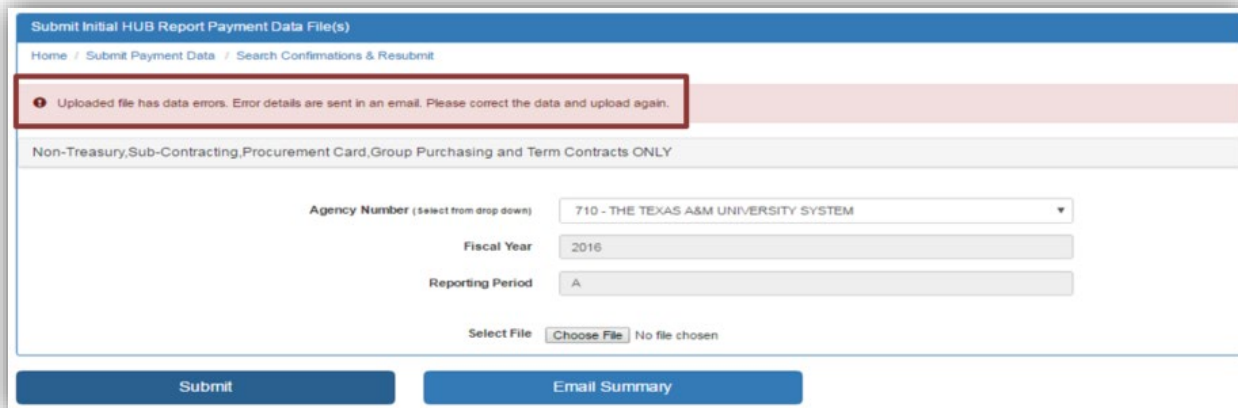 Submit Initial HUB Report Payment Data File(s)
Home / Submit Payment Data / Search Confirmations & Resubmit
Uploaded file has data errors. Error details are sent in an email. Please correct the data and upload again.
Non-Treasury,Sub-Contracting,Procurement Card,Group Purchasing and Term Contracts ONLY
Agency Number (Select from drop down) 710 - THE TEXAS A&M UNIVERSITY SYSTEM
Fiscal Year 2016
Reporting Period A
Select File Choose File No file chosen
Submit Email Summary